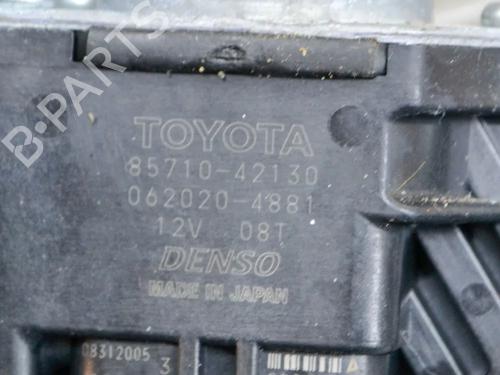 B-PARTS
TOYOTA
85710-42130
062020-4881
12V 08T
DENSO
MADE IN JAPAN
08312005 3